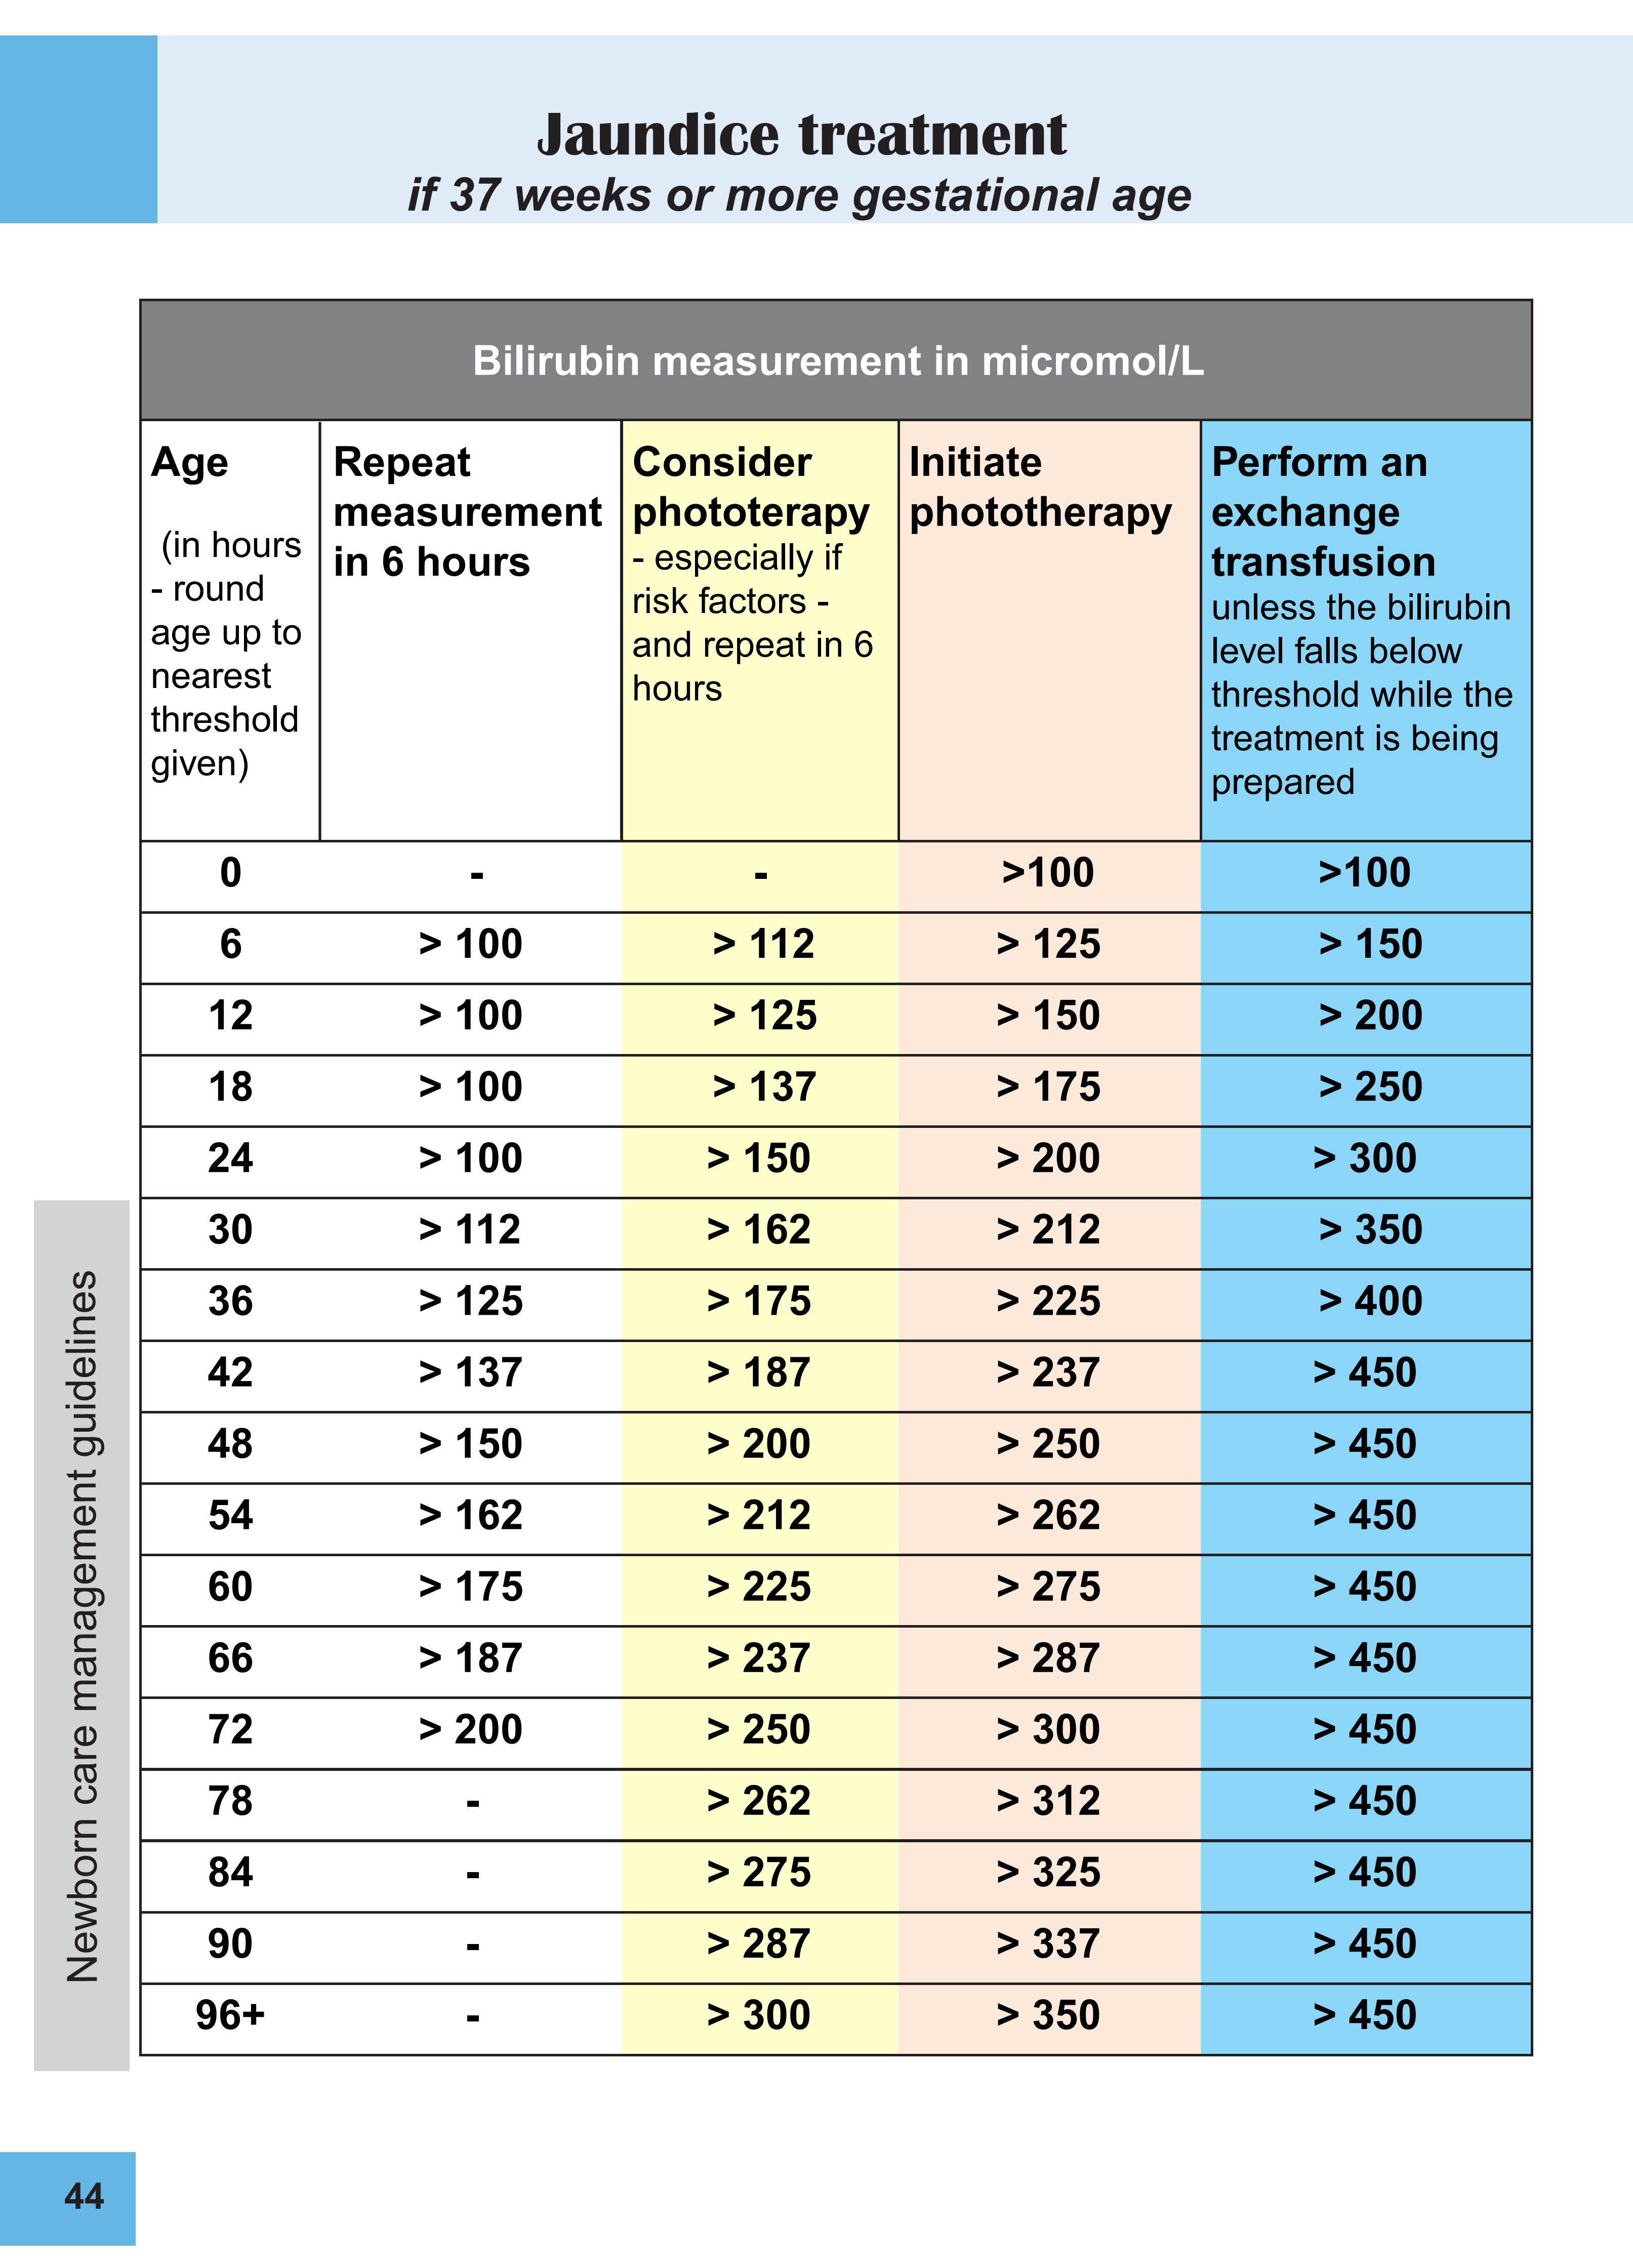 Jaundice treatment
if 37 weeks or more gestational age
Bilirubin measurement in micromol/L
Age
(in hours
- round
age up to
nearest
threshold
given)
Repeat
measurement
in 6 hours
Consider
phototerapy
- especially if
risk factors -
and repeat in 6
hours
Initiate
phototherapy
Perform an
exchange
transfusion
unless the bilirubin
level falls below
threshold while the
treatment is being
prepared
0 - - >100 >100
6 > 100 > 112 > 125 > 150
12 > 100 > 125 > 150 > 200
18 > 100 > 137 > 175 > 250
24 > 100 > 150 > 200 > 300
30 > 112 > 162 > 212 > 350
36 > 125 > 175 > 225 > 400
42 > 137 > 187 > 237 > 450
48 > 150 > 200 > 250 > 450
54 > 162 > 212 > 262 > 450
60 > 175 > 225 > 275 > 450
66 > 187 > 237 > 287 > 450
72 > 200 > 250 > 300 > 450
78 - > 262 > 312 > 450
84 - > 275 > 325 > 450
90 - > 287 > 337 > 450
96+ - > 300 > 350 > 450
Newborn care management guidelines
44